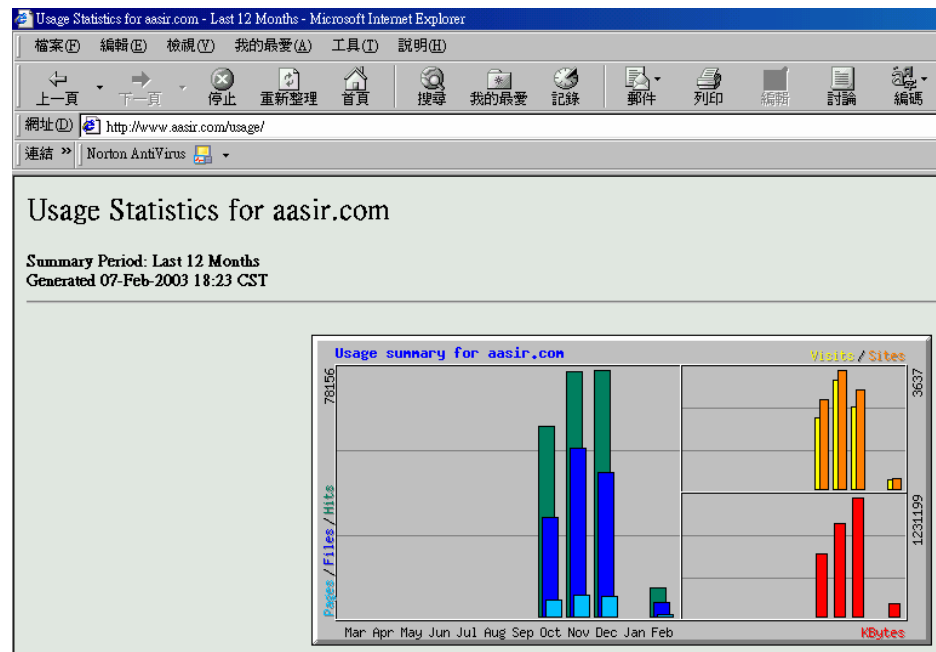 Usage Statistics for aasir.com - Last 12 Months - Microsoft Internet Explorer
檔案(F) 編輯(E) 檢視(V) 我的最愛(A) 工具(T) 說明(H)
上一頁 下一頁 停止 重新整理 首頁 搜尋 我的最愛 記錄 郵件 列印 編輯 討論 編碼
網址(D) http://www.aasir.com/usage/
連結 » Norton AntiVirus
Usage Statistics for aasir.com
Summary Period: Last 12 Months
Generated 07-Feb-2003 18:23 CST
Usage summary for aasir.com
Visits / Sites
78156
3637
Pages / Files / Hits
1231199
Mar Apr May Jun Jul Aug Sep Oct Nov Dec Jan Feb
KBytes